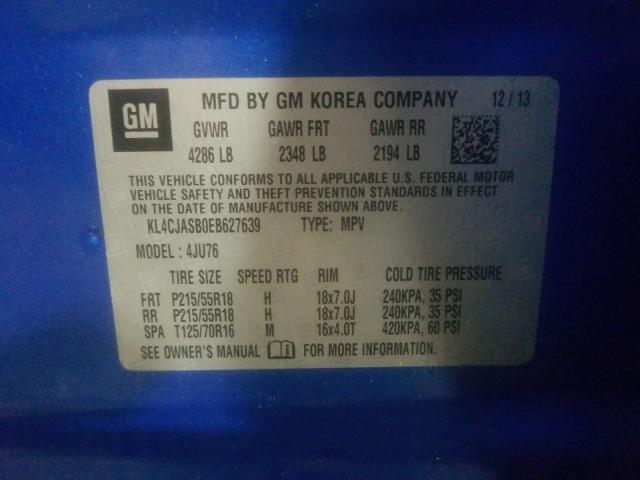 GM
MFD BY GM KOREA COMPANY 12/13
GVWR GAWR FRT GAWR RR
4286 LB 2348 LB 2194 LB
THIS VEHICLE CONFORMS TO ALL APPLICABLE U.S. FEDERAL MOTOR
VEHICLE SAFETY AND THEFT PREVENTION STANDARDS IN EFFECT
ON THE DATE OF MANUFACTURE SHOWN ABOVE.
KL4CJASB0EB627639 TYPE: MPV
MODEL: 4JU76
TIRE SIZE SPEED RTG RIM COLD TIRE PRESSURE
FRT P215/55R18 H 18x7.0J 240KPA, 35 PSI
RR P215/55R18 H 18x7.0J 240KPA, 35 PSI
SPA T125/70R16 M 16x4.0T 420KPA, 60 PSI
SEE OWNER'S MANUAL FOR MORE INFORMATION.